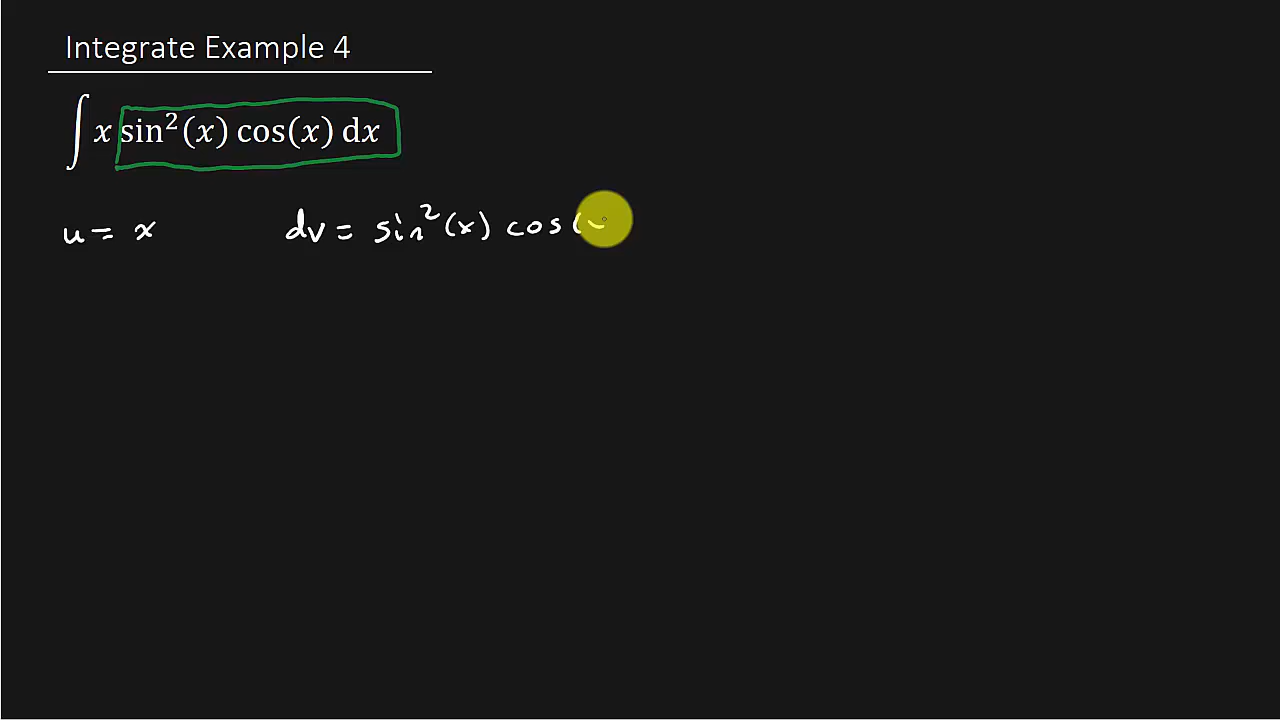 Integrate Example 4
∫ x sin²(x) cos(x) dx
u = x dv = sin²(x) cos(